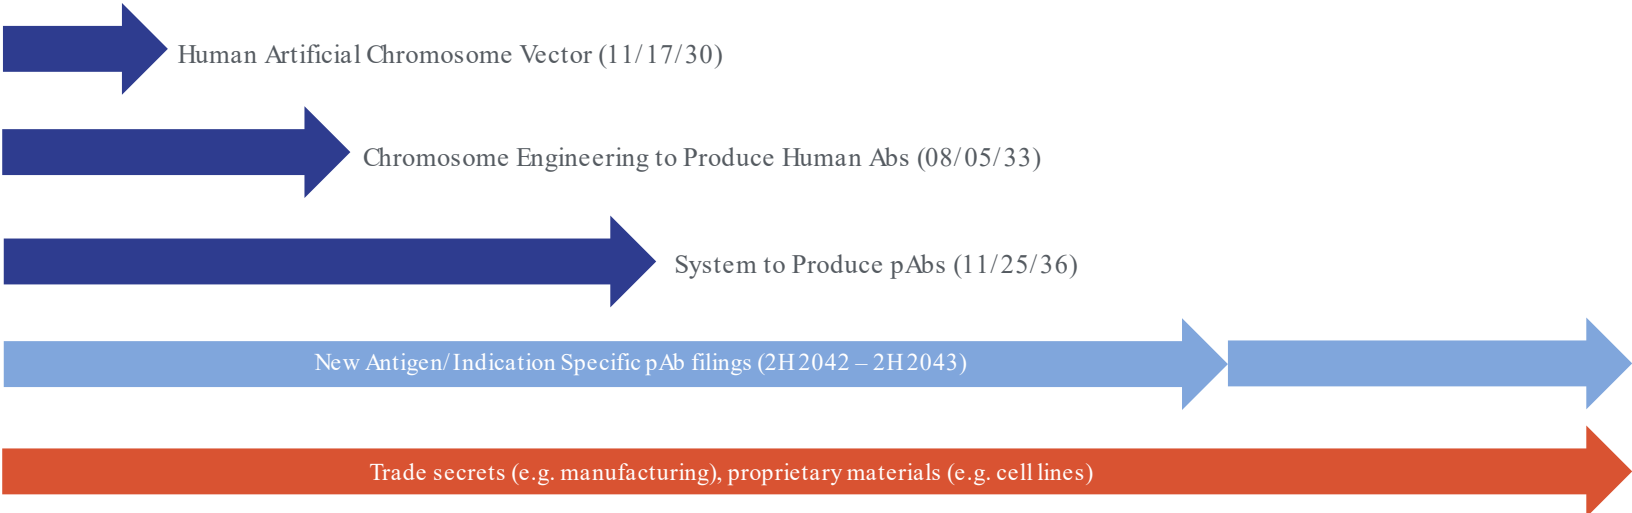 Human Artificial Chromosome Vector (11/17/30)
Chromosome Engineering to Produce Human Abs (08/05/33)
System to Produce pAbs (11/25/36)
New Antigen/Indication Specific pAb filings (2H2042 – 2H2043)
Trade secrets (e.g. manufacturing), proprietary materials (e.g. cell lines)